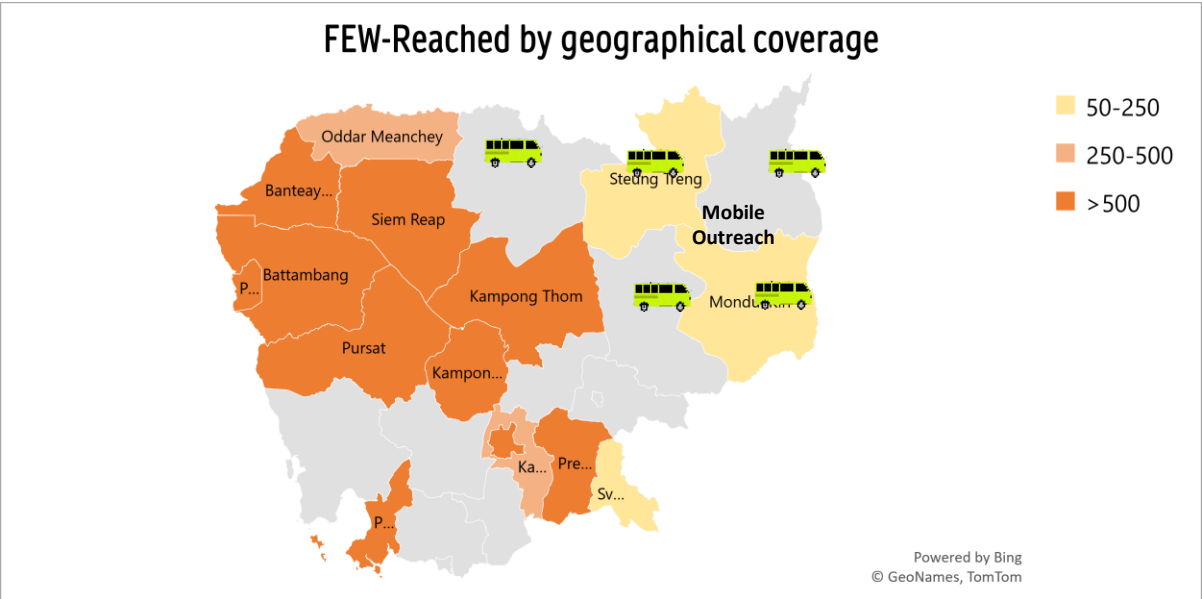 FEW-Reached by geographical coverage
50-250
250-500
>500
Oddar Meanchey
Banteay...
Siem Reap
Steung Treng
Mobile
Outreach
Battambang
P...
Kampong Thom
Pursat
Kampon...
Ka...
Pre...
Sv...
P...
Powered by Bing
© GeoNames, TomTom